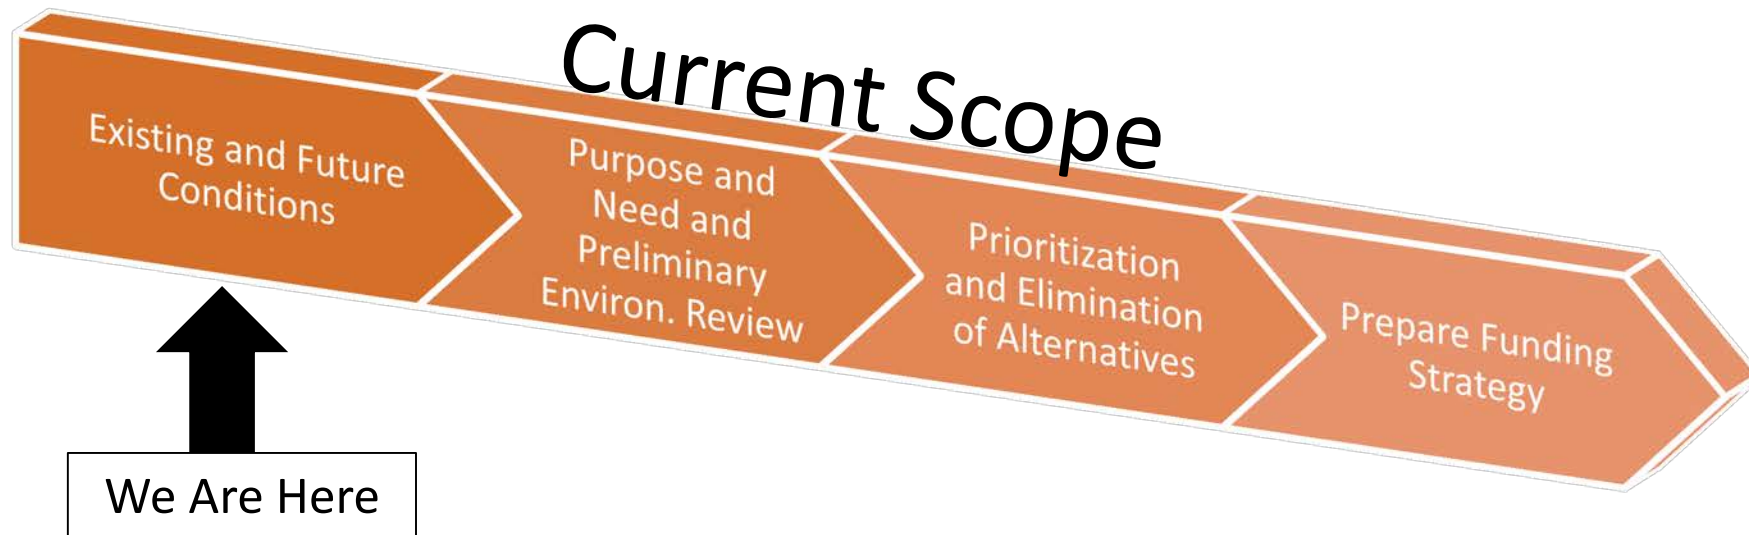 Current Scope
Existing and Future
Conditions
Purpose and
Need and
Preliminary
Environ. Review
Prioritization
and Elimination
of Alternatives
Prepare Funding
Strategy
We Are Here